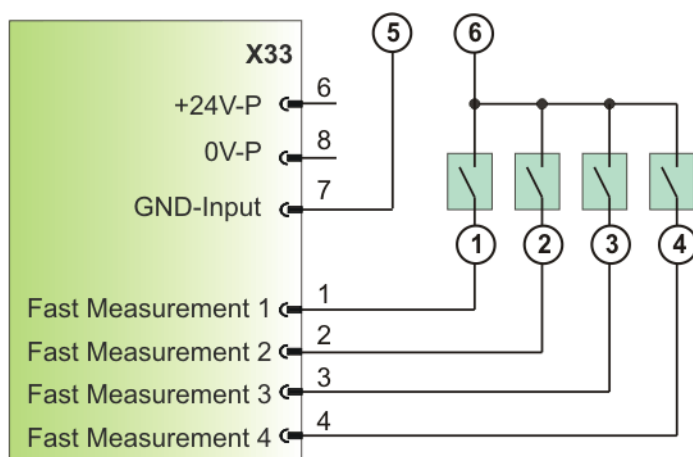 5
6
X33
+24V-P
6
0V-P
8
GND-Input
7
1
2
3
4
Fast Measurement 1
1
Fast Measurement 2
2
Fast Measurement 3
3
Fast Measurement 4
4